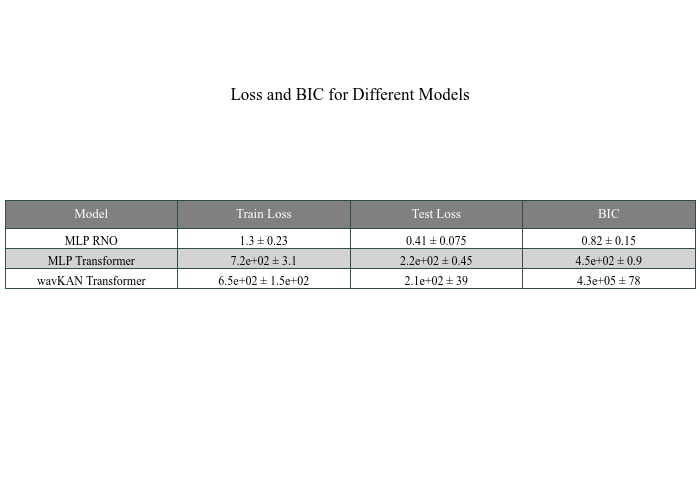 Loss and BIC for Different Models
Model Train Loss Test Loss BIC
MLP RNO 1.3 ± 0.23 0.41 ± 0.075 0.82 ± 0.15
MLP Transformer 7.2e+02 ± 3.1 2.2e+02 ± 0.45 4.5e+02 ± 0.9
wavKAN Transformer 6.5e+02 ± 1.5e+02 2.1e+02 ± 39 4.3e+05 ± 78